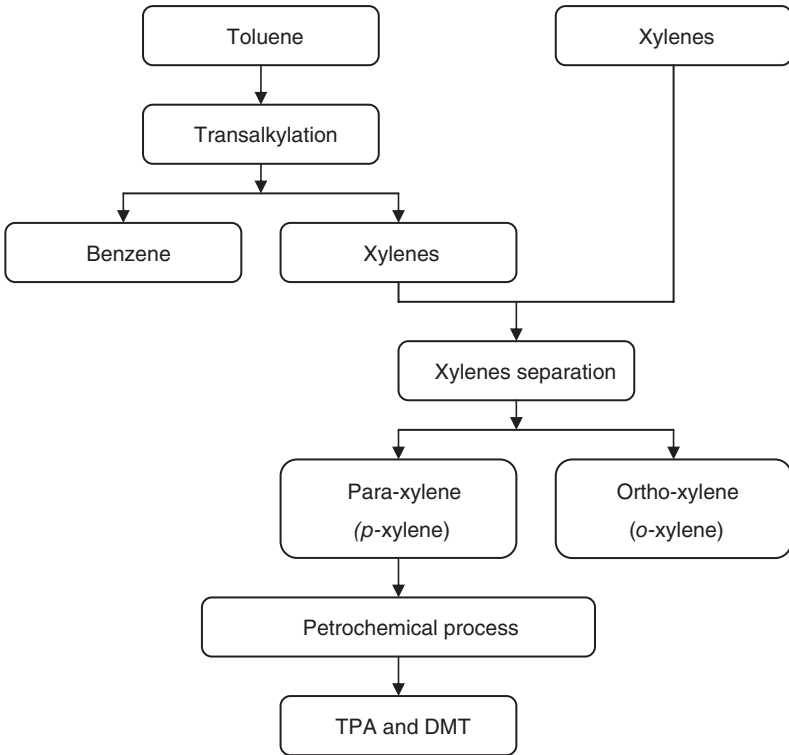 Toluene
Xylenes
Transalkylation
Benzene
Xylenes
Xylenes separation
Para-xylene
(p-xylene)
Ortho-xylene
(o-xylene)
Petrochemical process
TPA and DMT